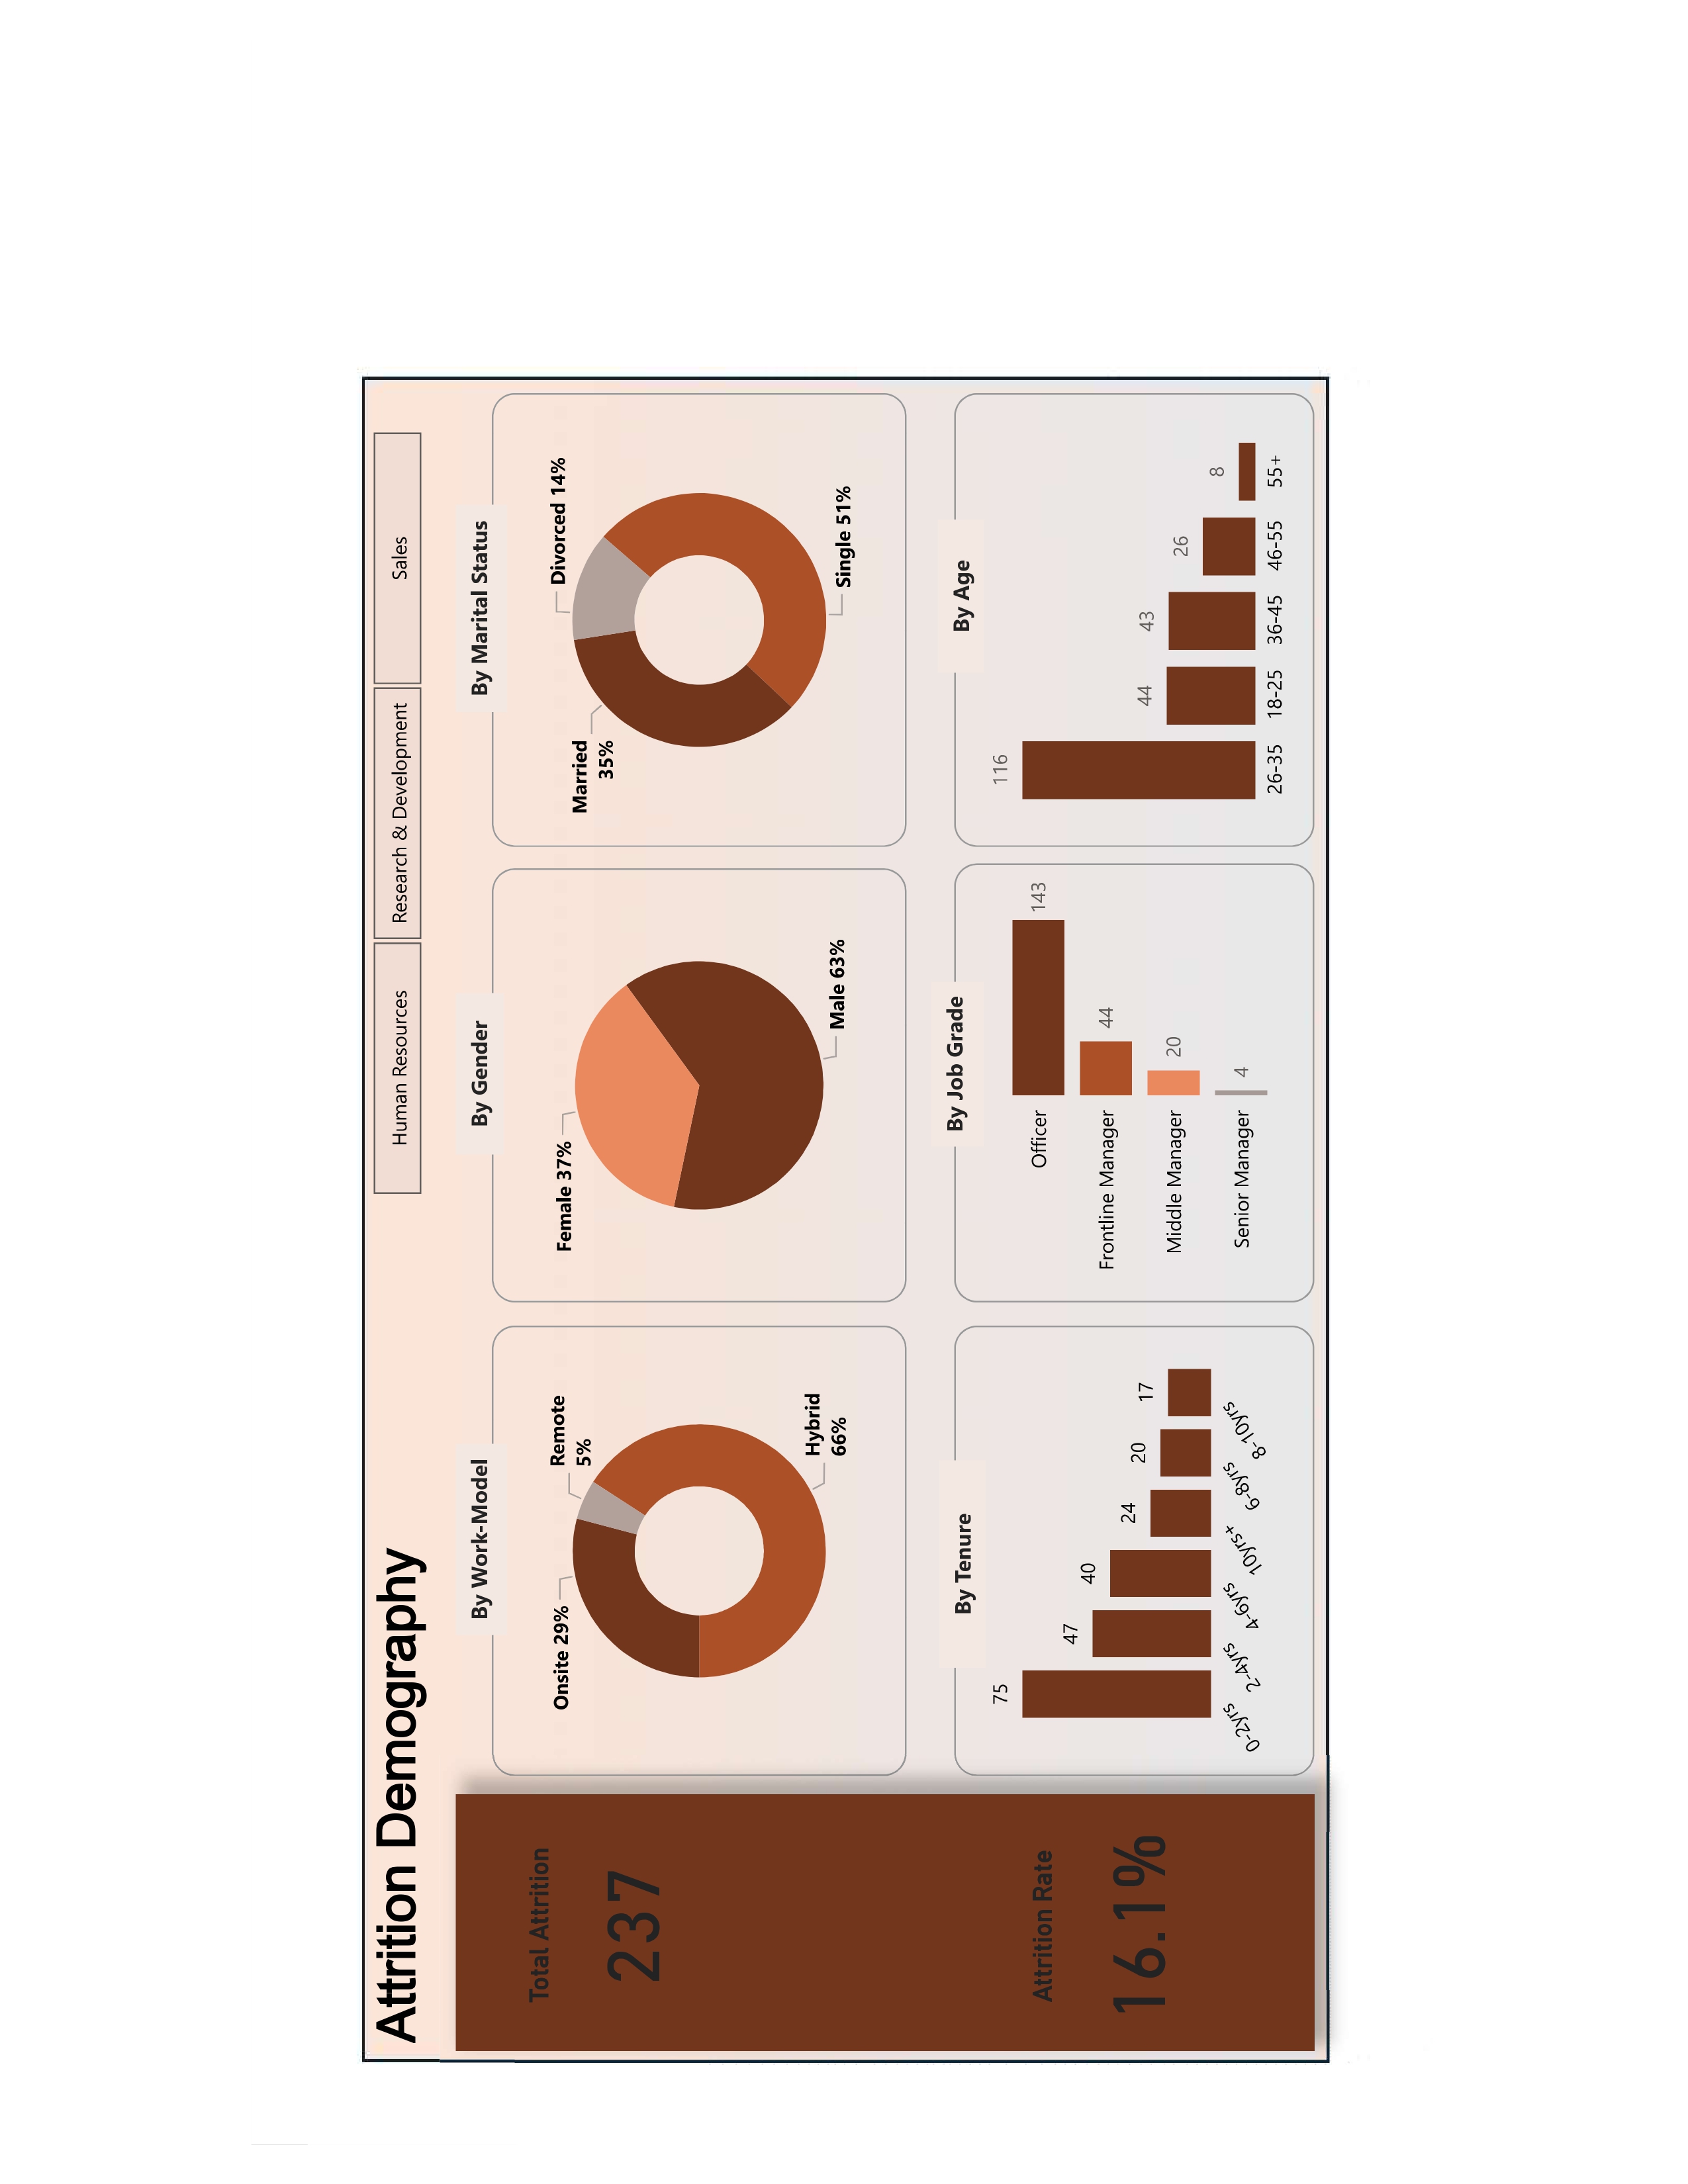 Attrition Demography
Human Resources
Research & Development
Sales
Total Attrition
237
Attrition Rate
16.1%
By Work-Model
Onsite 29%
Remote
5%
Hybrid
66%
By Gender
Female 37%
Male 63%
By Marital Status
Married
35%
Divorced 14%
Single 51%
By Tenure
75
47
40
24
20
17
0-2yrs
2-4yrs
4-6yrs
10yrs+
6-8yrs
8-10yrs
By Job Grade
Officer 143
Frontline Manager 44
Middle Manager 20
Senior Manager 4
By Age
116
44
43
26
8
26-35
18-25
36-45
46-55
55+